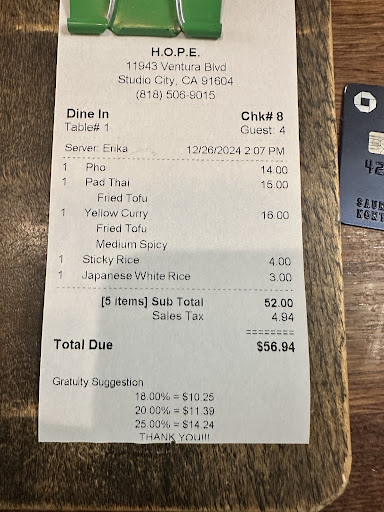 H.O.P.E.
11943 Ventura Blvd
Studio City, CA 91604
(818) 506-9015
Dine In Chk# 8
Table# 1 Guest: 4
Server: Erika 12/26/2024 2:07 PM
1 Pho 14.00
1 Pad Thai 15.00
Fried Tofu
1 Yellow Curry 16.00
Fried Tofu
Medium Spicy
1 Sticky Rice 4.00
1 Japanese White Rice 3.00
[5 items] Sub Total 52.00
Sales Tax 4.94
========
Total Due $56.94
Gratuity Suggestion
18.00% = $10.25
20.00% = $11.39
25.00% = $14.24
THANK YOU!!!